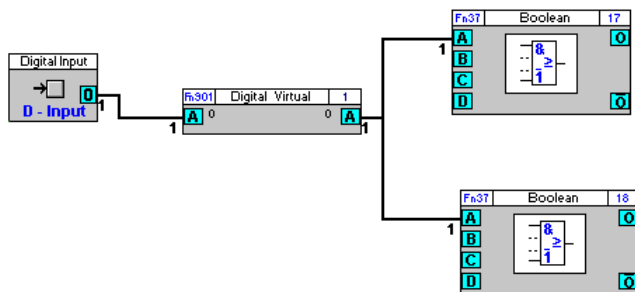 Fn37 Boolean 17
A O
1
B
&
≥
1
C
D O
Digital Input
O
1
D - Input
Fn301 Digital Virtual 1
1
A 0 0 A
1
Fn37 Boolean 18
A O
1
B
&
≥
1
C
D O